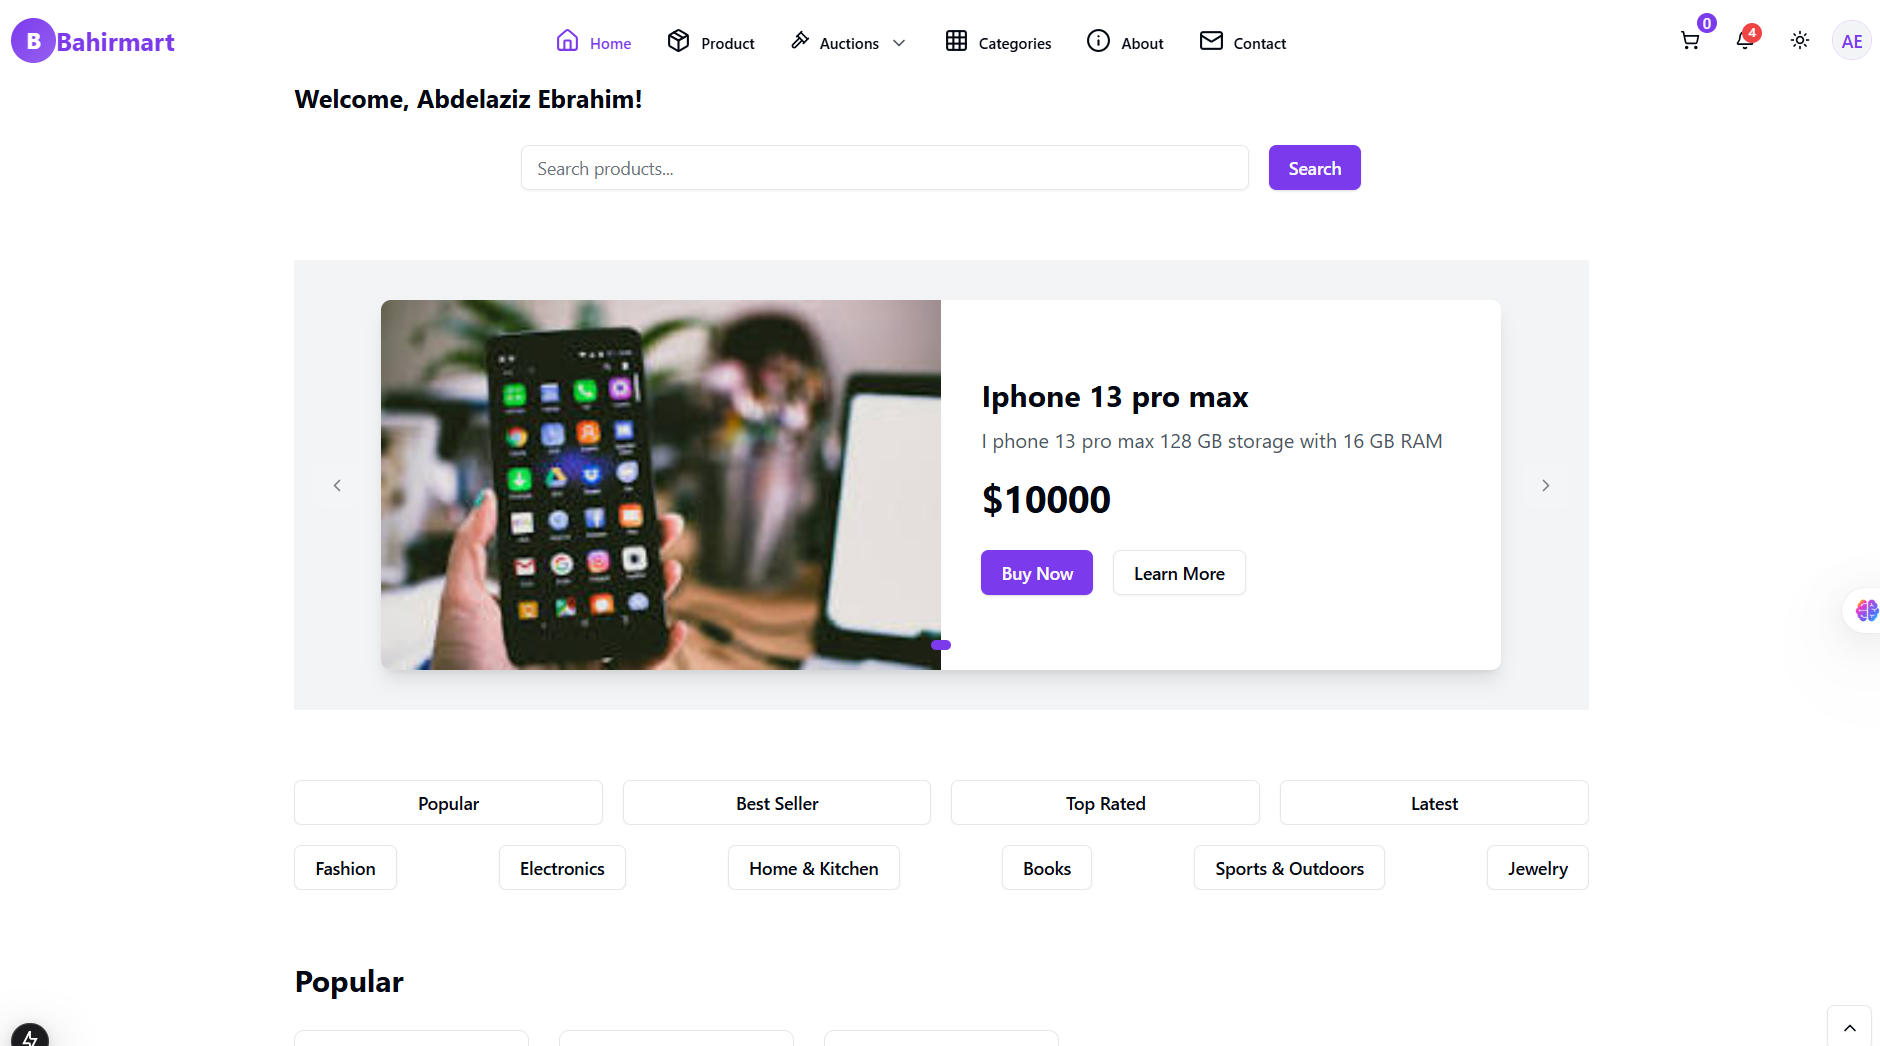 B Bahirmart
Home Product Auctions Categories About Contact
0
4
AE
Welcome, Abdelaziz Ebrahim!
Search products...
Search
Iphone 13 pro max
I phone 13 pro max 128 GB storage with 16 GB RAM
$10000
Buy Now Learn More
Popular Best Seller Top Rated Latest
Fashion Electronics Home & Kitchen Books Sports & Outdoors Jewelry
Popular